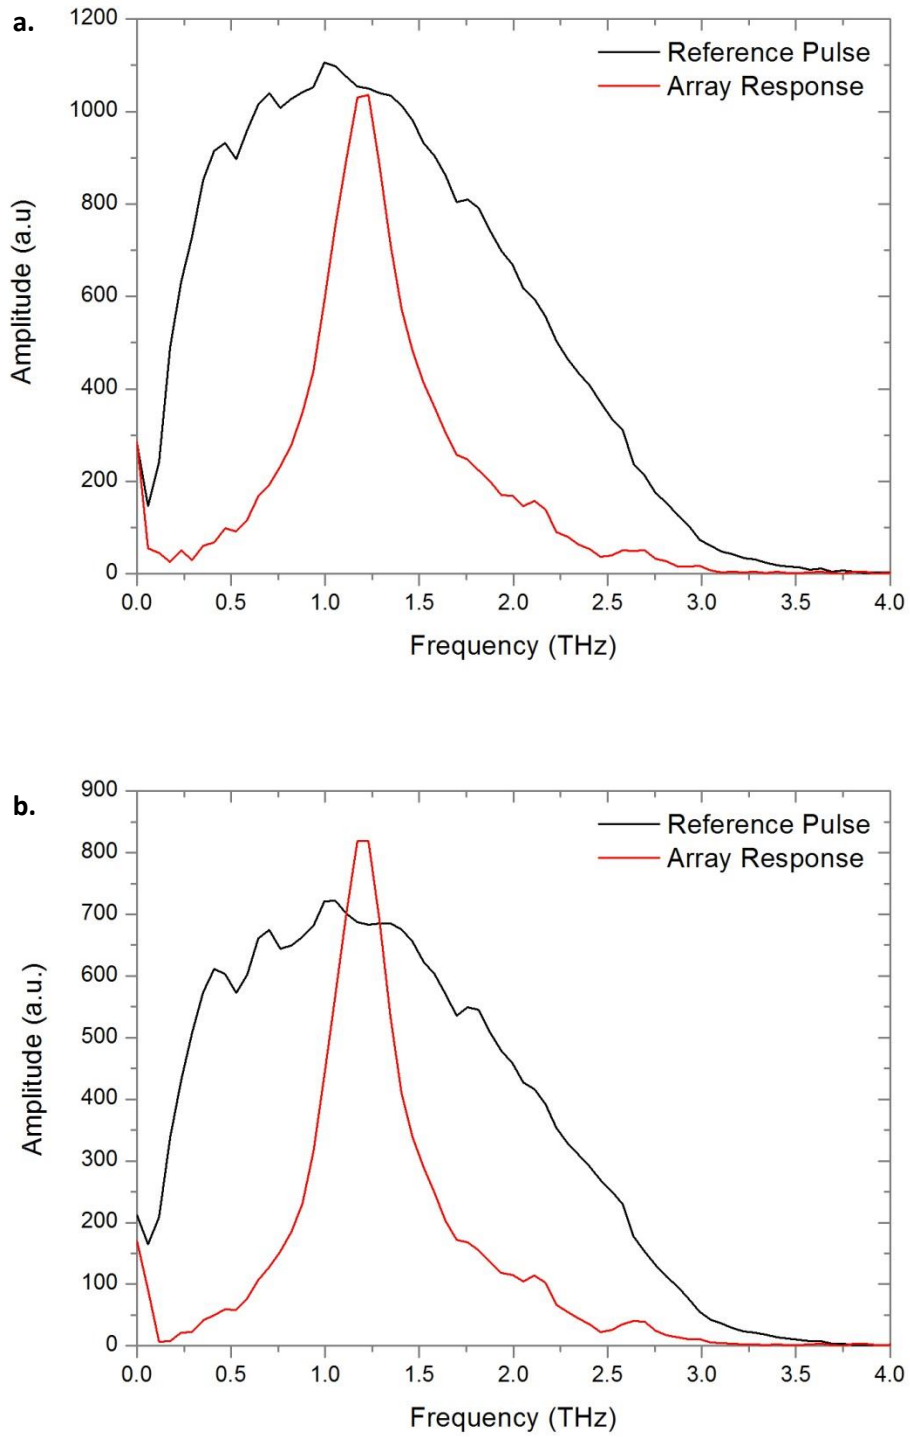 a.
1200
1000
800
600
400
200
0
Amplitude (a.u)
Reference Pulse
Array Response
0.0 0.5 1.0 1.5 2.0 2.5 3.0 3.5 4.0
Frequency (THz)
b.
900
800
700
600
500
400
300
200
100
0
Amplitude (a.u.)
Reference Pulse
Array Response
0.0 0.5 1.0 1.5 2.0 2.5 3.0 3.5 4.0
Frequency (THz)